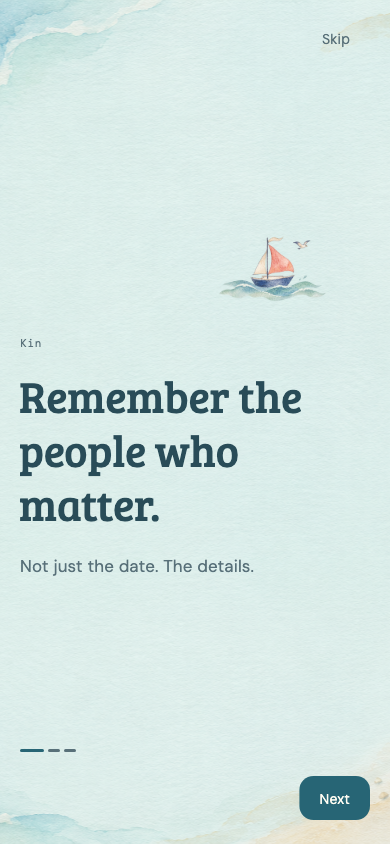 Skip
Kin
Remember the
people who
matter.
Not just the date. The details.
Next